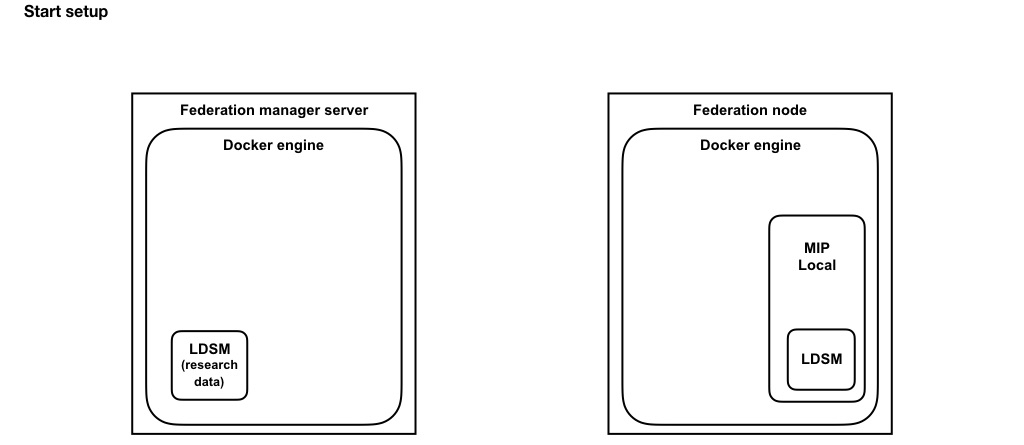 Start setup
Federation manager server
Docker engine
LDSM
(research
data)
Federation node
Docker engine
MIP
Local
LDSM